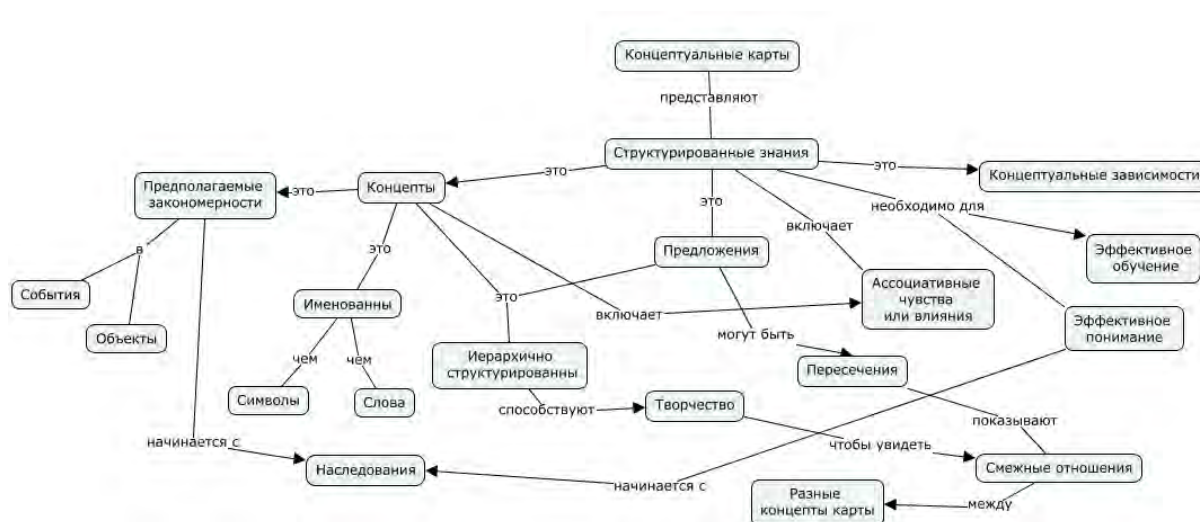 Концептуальные карты
представляют
Структурированные знания
это
это
Концептуальные зависимости
Предполагаемые
закономерности
это
Концепты
это
необходимо для
включает
в
это
Предложения
Эффективное
обучение
События
Именованны
это
включает
Ассоциативные
чувства
или влияния
Объекты
могут быть
Эффективное
понимание
чем
чем
Иерархично
структурированны
Пересечения
Символы
Слова
способствуют
Творчество
показывают
начинается с
чтобы увидеть
Наследования
Смежные отношения
начинается с
Разные
концепты карты
между